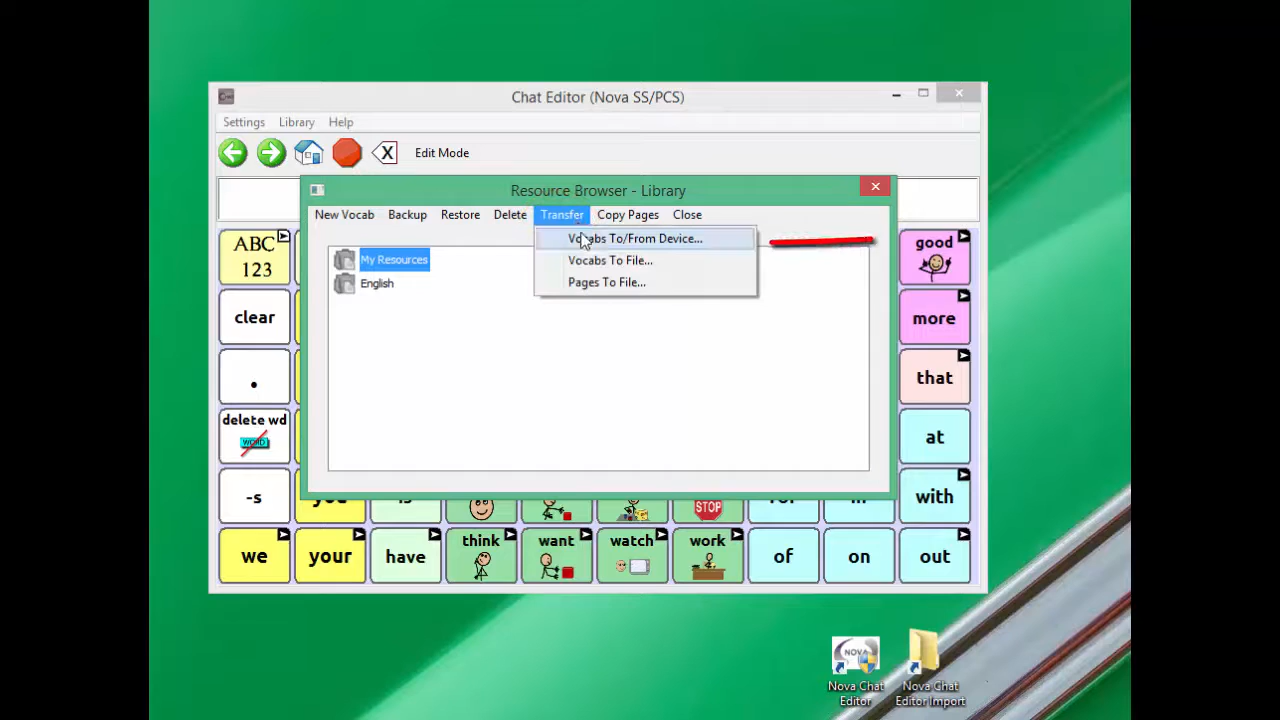 Chat Editor (Nova SS/PCS)
Settings Library Help
X Edit Mode
Resource Browser - Library
New Vocab Backup Restore Delete Transfer Copy Pages Close
Vocabs To/From Device...
My Resources
Vocabs To File...
English
Pages To File...
ABC
123
good
clear
more
.
that
delete wd
WORD
at
-s
STOP
with
we
your
have
think
want
watch
work
of
on
out
NOVA
Nova Chat
Editor
Nova Chat
Editor Import